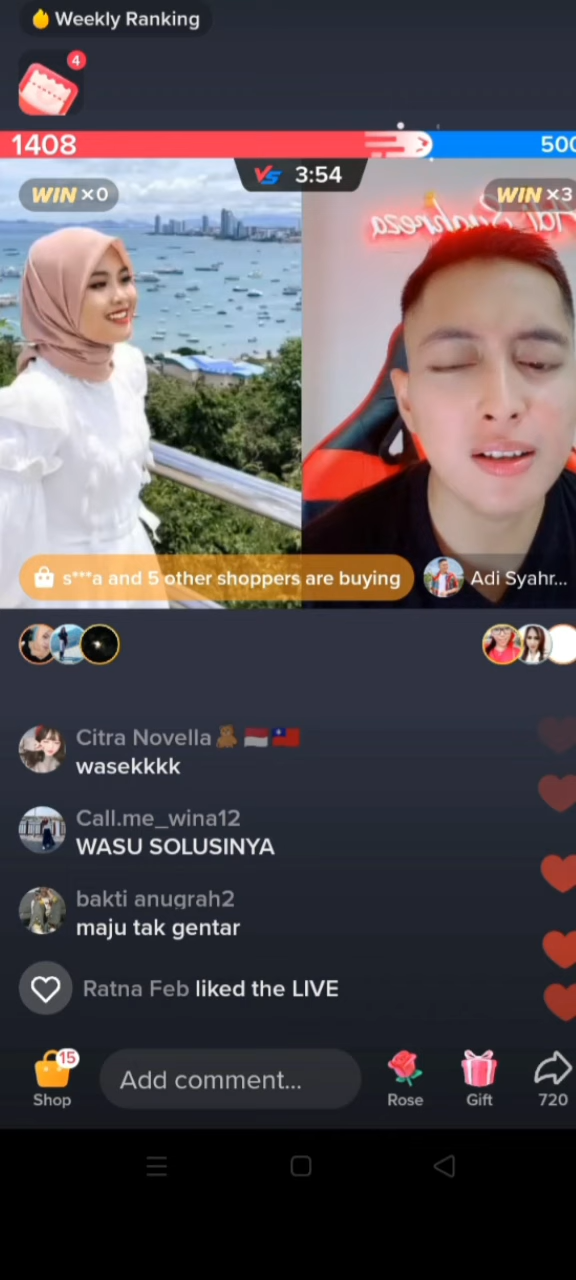 Weekly Ranking
4
1408
500
VS 3:54
WIN ×0
WIN ×3
s***a and 5 other shoppers are buying
Adi Syahr...
Citra Novella🧸🇮🇩🇹🇼
wasekkkk
Call.me_wina12
WASU SOLUSINYA
bakti anugrah2
maju tak gentar
Ratna Feb liked the LIVE
15
Shop
Add comment...
Rose
Gift
720